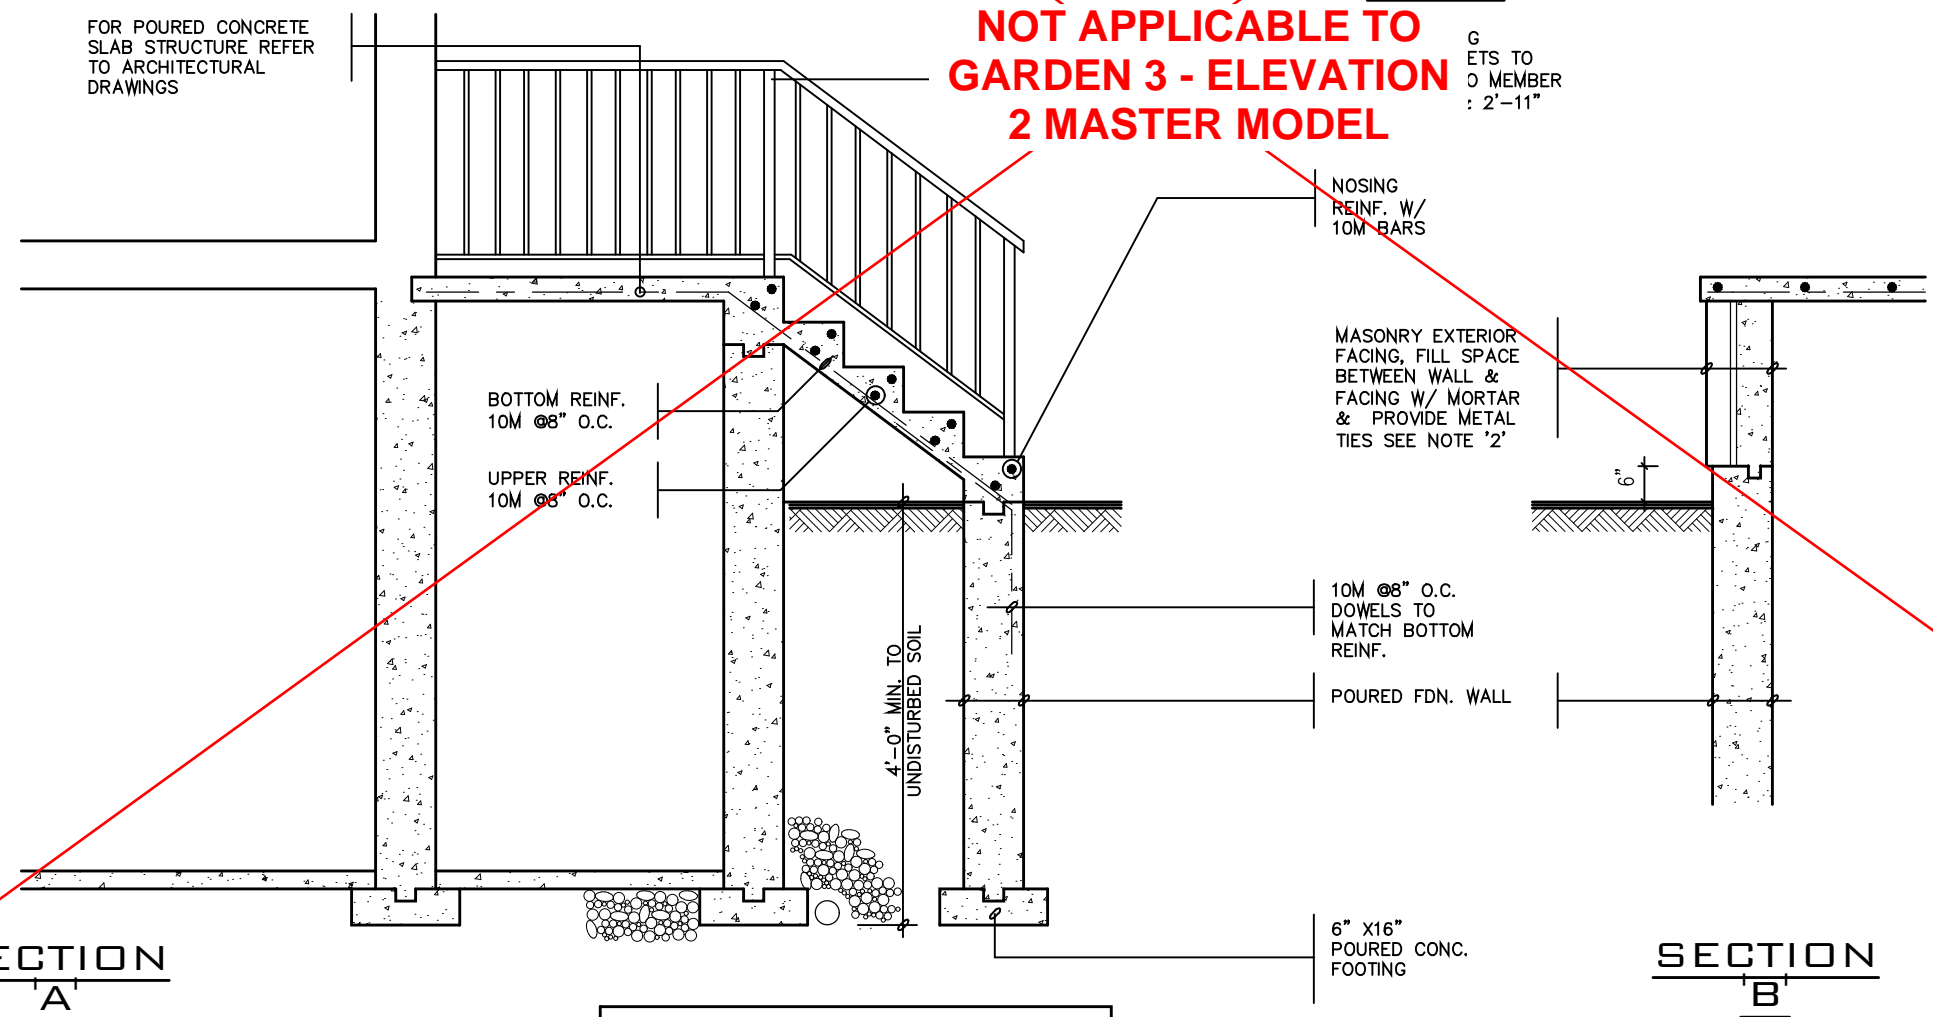 FOR POURED CONCRETE
SLAB STRUCTURE REFER
TO ARCHITECTURAL
DRAWINGS
NOT APPLICABLE TO
GARDEN 3 - ELEVATION
2 MASTER MODEL
G
ETS TO
O MEMBER
: 2'-11"
NOSING
REINF. W/
10M BARS
MASONRY EXTERIOR
FACING, FILL SPACE
BETWEEN WALL &
FACING W/ MORTAR
& PROVIDE METAL
TIES SEE NOTE '2'
BOTTOM REINF.
10M @8" O.C.
UPPER REINF.
10M @8" O.C.
6"
4'-0" MIN. TO
UNDISTURBED SOIL
10M @8" O.C.
DOWELS TO
MATCH BOTTOM
REINF.
POURED FDN. WALL
6" X16"
POURED CONC.
FOOTING
ECTION
A
SECTION
B